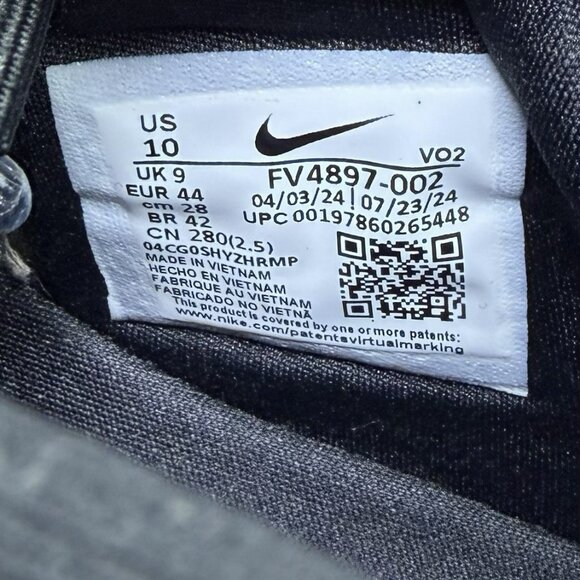 US
10
VO2
UK 9
FV4897-002
EUR 44
04/03/24 | 07/23/24
cm 28
UPC 00197860265448
BR 42
CN 280(2.5)
04CG0SHYZHRMP
MADE IN VIETNAM
HECHO EN VIETNAM
FABRIQUE AU VIETNAM
FABRICADO NO VIETNÃ
This product is covered by one or more patents:
www.nike.com/patentsvirtualmarking